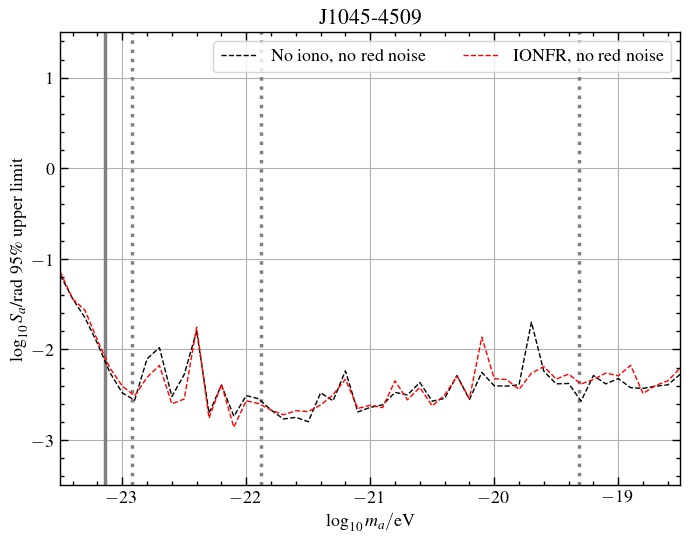 J1045-4509
No iono, no red noise
IONFR, no red noise
log₁₀ Sₐ/rad 95% upper limit
1
0
−1
−2
−3
−23
−22
−21
−20
−19
log₁₀ mₐ/eV